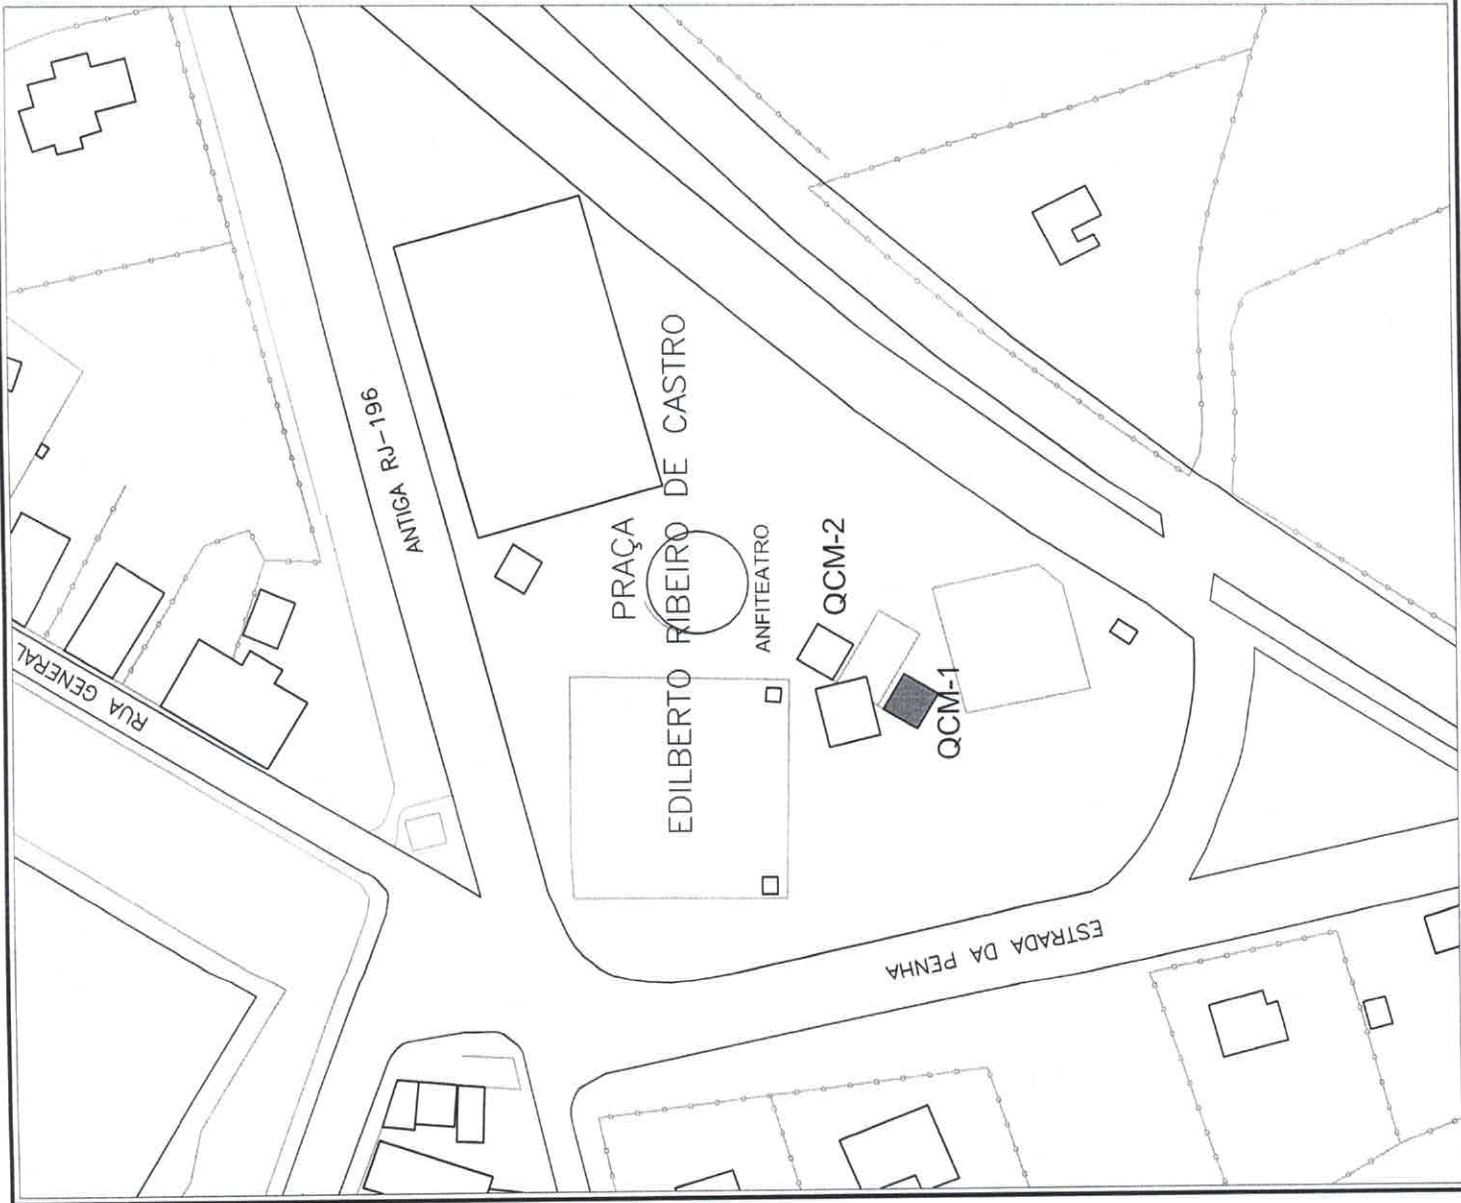 RUA GENERAL
ANTIGA RJ-196
PRAÇA
EDILBERTO RIBEIRO DE CASTRO
ANFITEATRO
QCM-2
QCM-1
ESTRADA DA PENHA